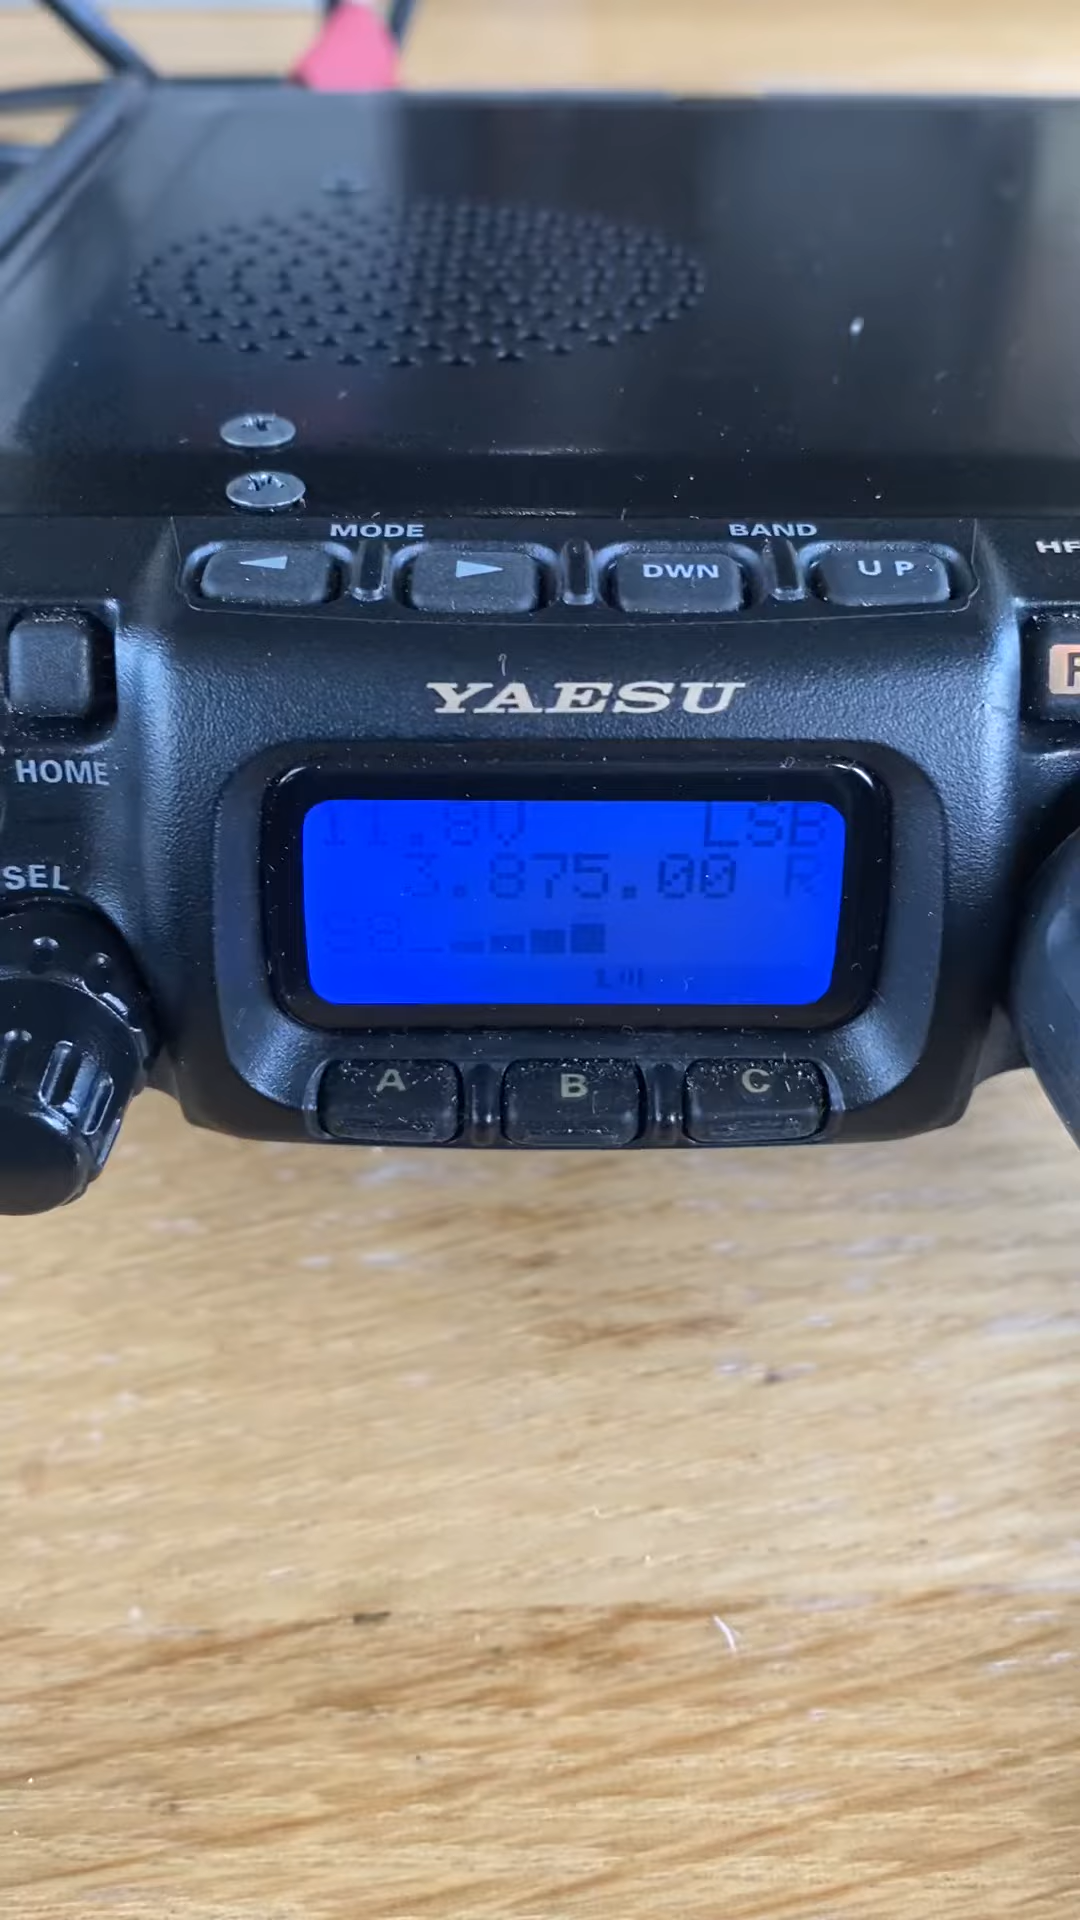 MODE BAND
HF
◀ ▶ DWN UP
YAESU
HOME
SEL
11.8V LSB
3.875.00 R
A B C